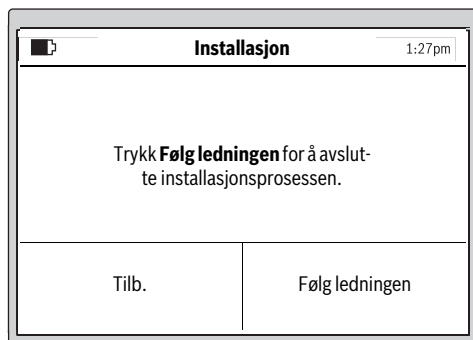 Installasjon 1:27pm
Trykk Følg ledningen for å avslut-
te installasjonsprosessen.
Tilb. Følg ledningen